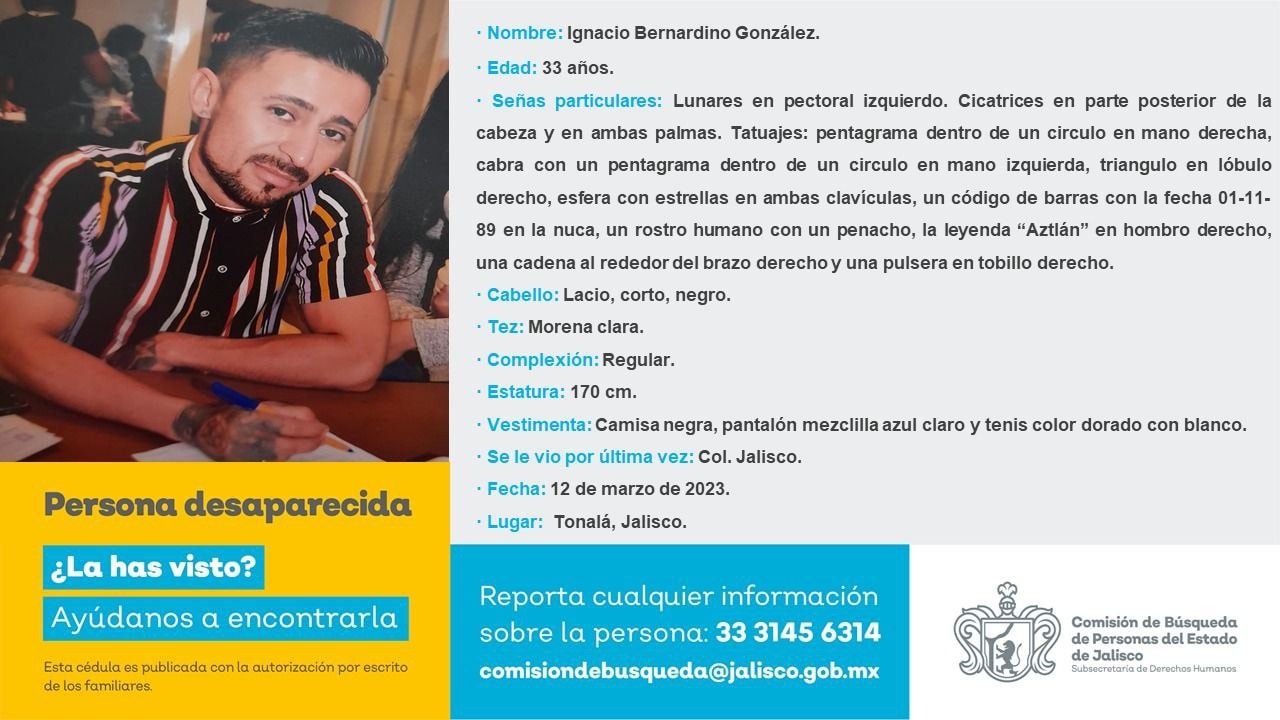 · Nombre: Ignacio Bernardino González.
· Edad: 33 años.
· Señas particulares: Lunares en pectoral izquierdo. Cicatrices en parte posterior de la
cabeza y en ambas palmas. Tatuajes: pentagrama dentro de un circulo en mano derecha,
cabra con un pentagrama dentro de un circulo en mano izquierda, triangulo en lóbulo
derecho, esfera con estrellas en ambas clavículas, un código de barras con la fecha 01-11-
89 en la nuca, un rostro humano con un penacho, la leyenda “Aztlán” en hombro derecho,
una cadena al rededor del brazo derecho y una pulsera en tobillo derecho.
· Cabello: Lacio, corto, negro.
· Tez: Morena clara.
· Complexión: Regular.
· Estatura: 170 cm.
· Vestimenta: Camisa negra, pantalón mezclilla azul claro y tenis color dorado con blanco.
· Se le vio por última vez: Col. Jalisco.
· Fecha: 12 de marzo de 2023.
· Lugar: Tonalá, Jalisco.
Persona desaparecida
¿La has visto?
Ayúdanos a encontrarla
Esta cédula es publicada con la autorización por escrito
de los familiares.
Reporta cualquier información
sobre la persona: 33 3145 6314
comisiondebusqueda@jalisco.gob.mx
Comisión de Búsqueda
de Personas del Estado
de Jalisco
Subsecretaría de Derechos Humanos